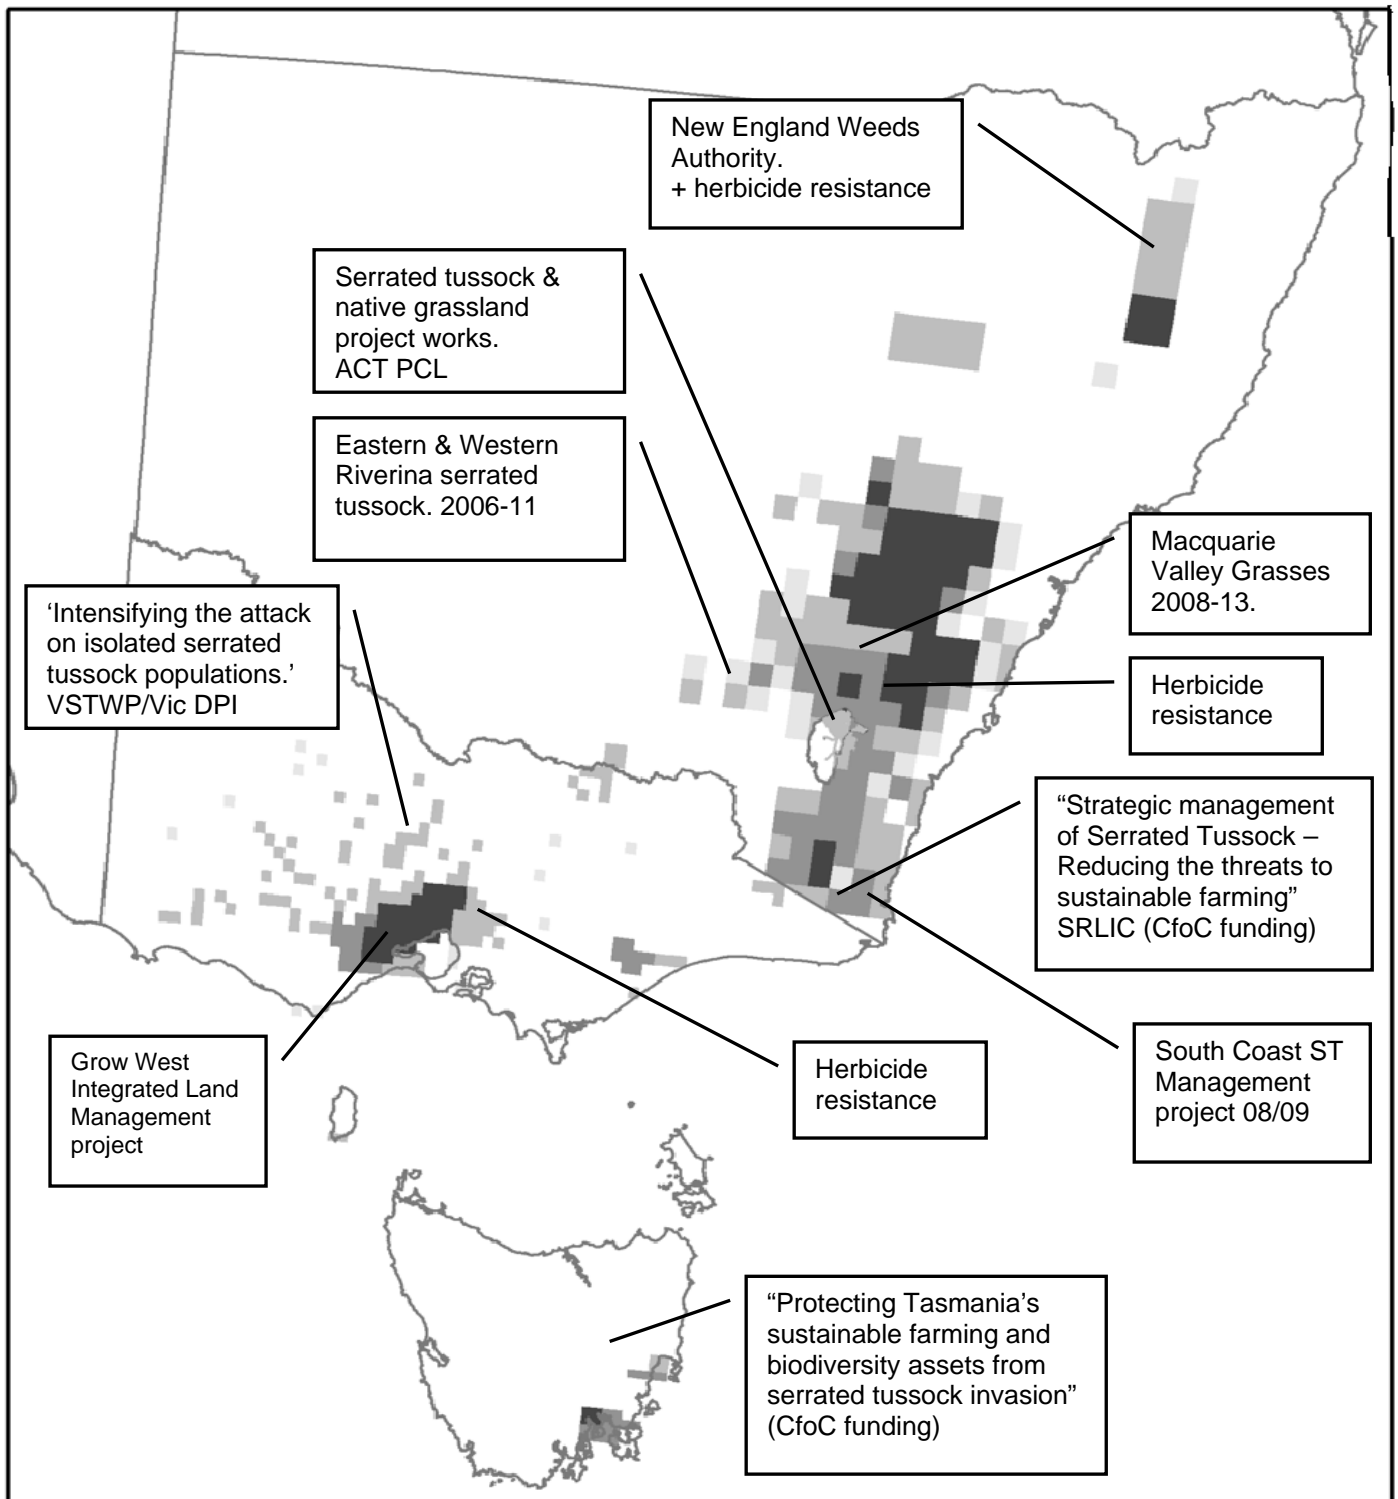 New England Weeds
Authority.
+ herbicide resistance
Serrated tussock &
native grassland
project works.
ACT PCL
Eastern & Western
Riverina serrated
tussock. 2006-11
Macquarie
Valley Grasses
2008-13.
‘Intensifying the attack
on isolated serrated
tussock populations.’
VSTWP/Vic DPI
Herbicide
resistance
“Strategic management
of Serrated Tussock –
Reducing the threats to
sustainable farming”
SRLIC (CfoC funding)
Grow West
Integrated Land
Management
project
Herbicide
resistance
South Coast ST
Management
project 08/09
“Protecting Tasmania’s
sustainable farming and
biodiversity assets from
serrated tussock invasion”
(CfoC funding)